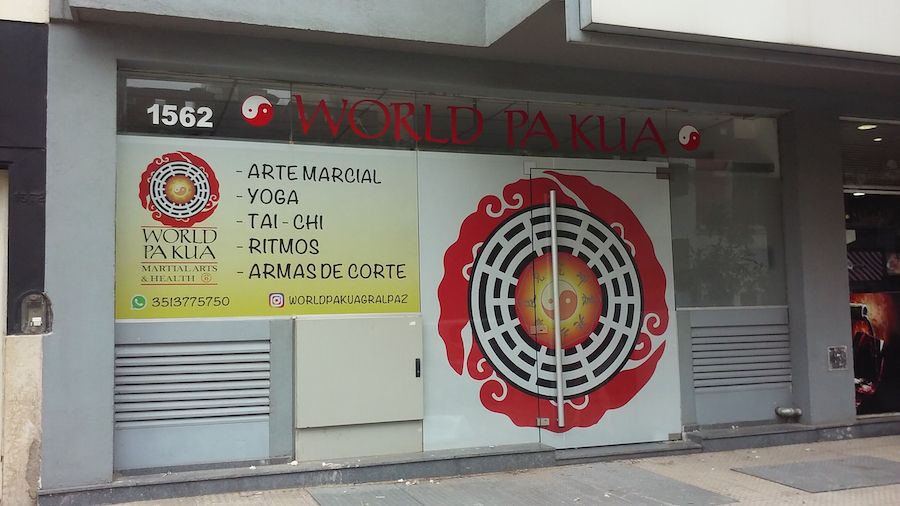 1562
WORLD PA KUA
- ARTE MARCIAL
- YOGA
- TAI - CHI
- RITMOS
- ARMAS DE CORTE
WORLD
PA KUA
MARTIAL ARTS
& HEALTH
3513775750
WORLDPAKUAGRALPAZ